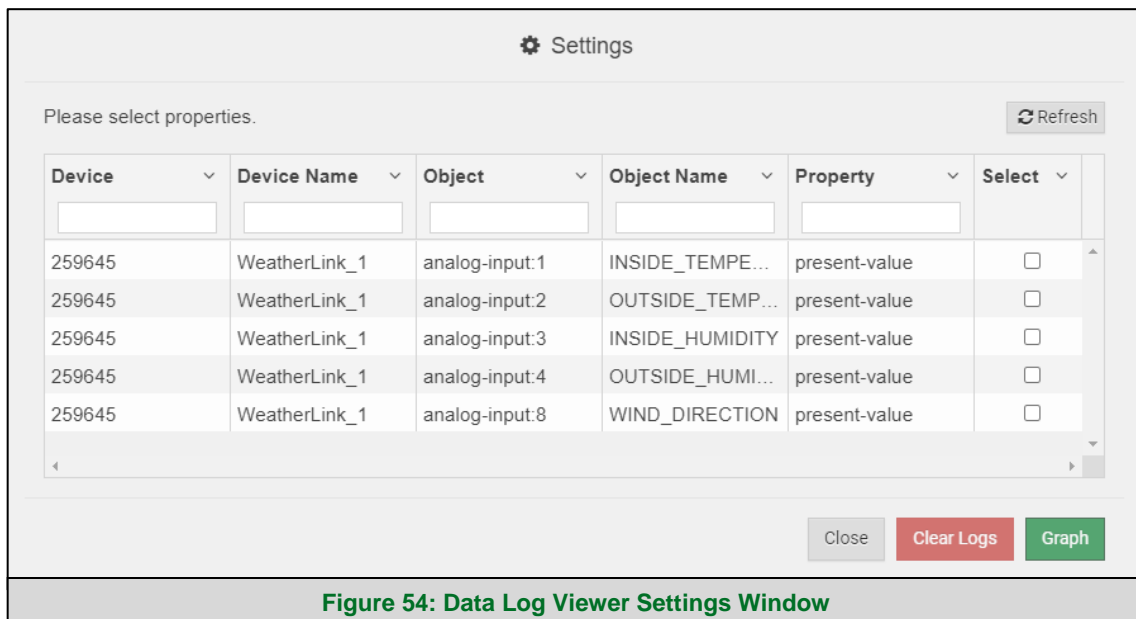 Settings
Please select properties.
Refresh
Device Device Name Object Object Name Property Select
259645 WeatherLink_1 analog-input:1 INSIDE_TEMPE... present-value
259645 WeatherLink_1 analog-input:2 OUTSIDE_TEMP... present-value
259645 WeatherLink_1 analog-input:3 INSIDE_HUMIDITY present-value
259645 WeatherLink_1 analog-input:4 OUTSIDE_HUMI... present-value
259645 WeatherLink_1 analog-input:8 WIND_DIRECTION present-value
Close Clear Logs Graph
Figure 54: Data Log Viewer Settings Window